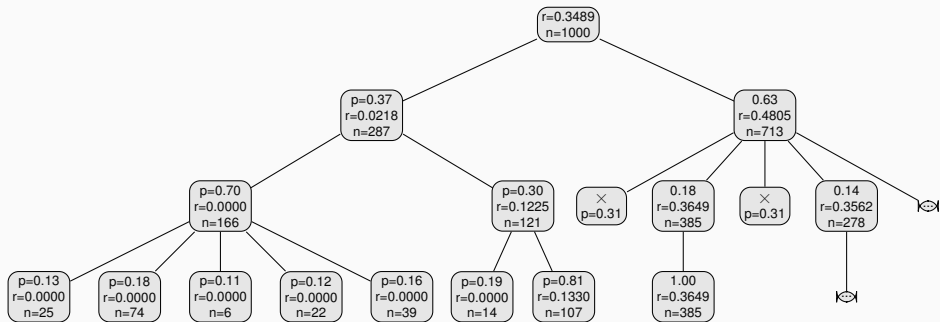 r=0.3489
n=1000
p=0.37
r=0.0218
n=287
0.63
r=0.4805
n=713
p=0.70
r=0.0000
n=166
p=0.30
r=0.1225
n=121
×
p=0.31
0.18
r=0.3649
n=385
×
p=0.31
0.14
r=0.3562
n=278
p=0.13
r=0.0000
n=25
p=0.18
r=0.0000
n=74
p=0.11
r=0.0000
n=6
p=0.12
r=0.0000
n=22
p=0.16
r=0.0000
n=39
p=0.19
r=0.0000
n=14
p=0.81
r=0.1330
n=107
1.00
r=0.3649
n=385